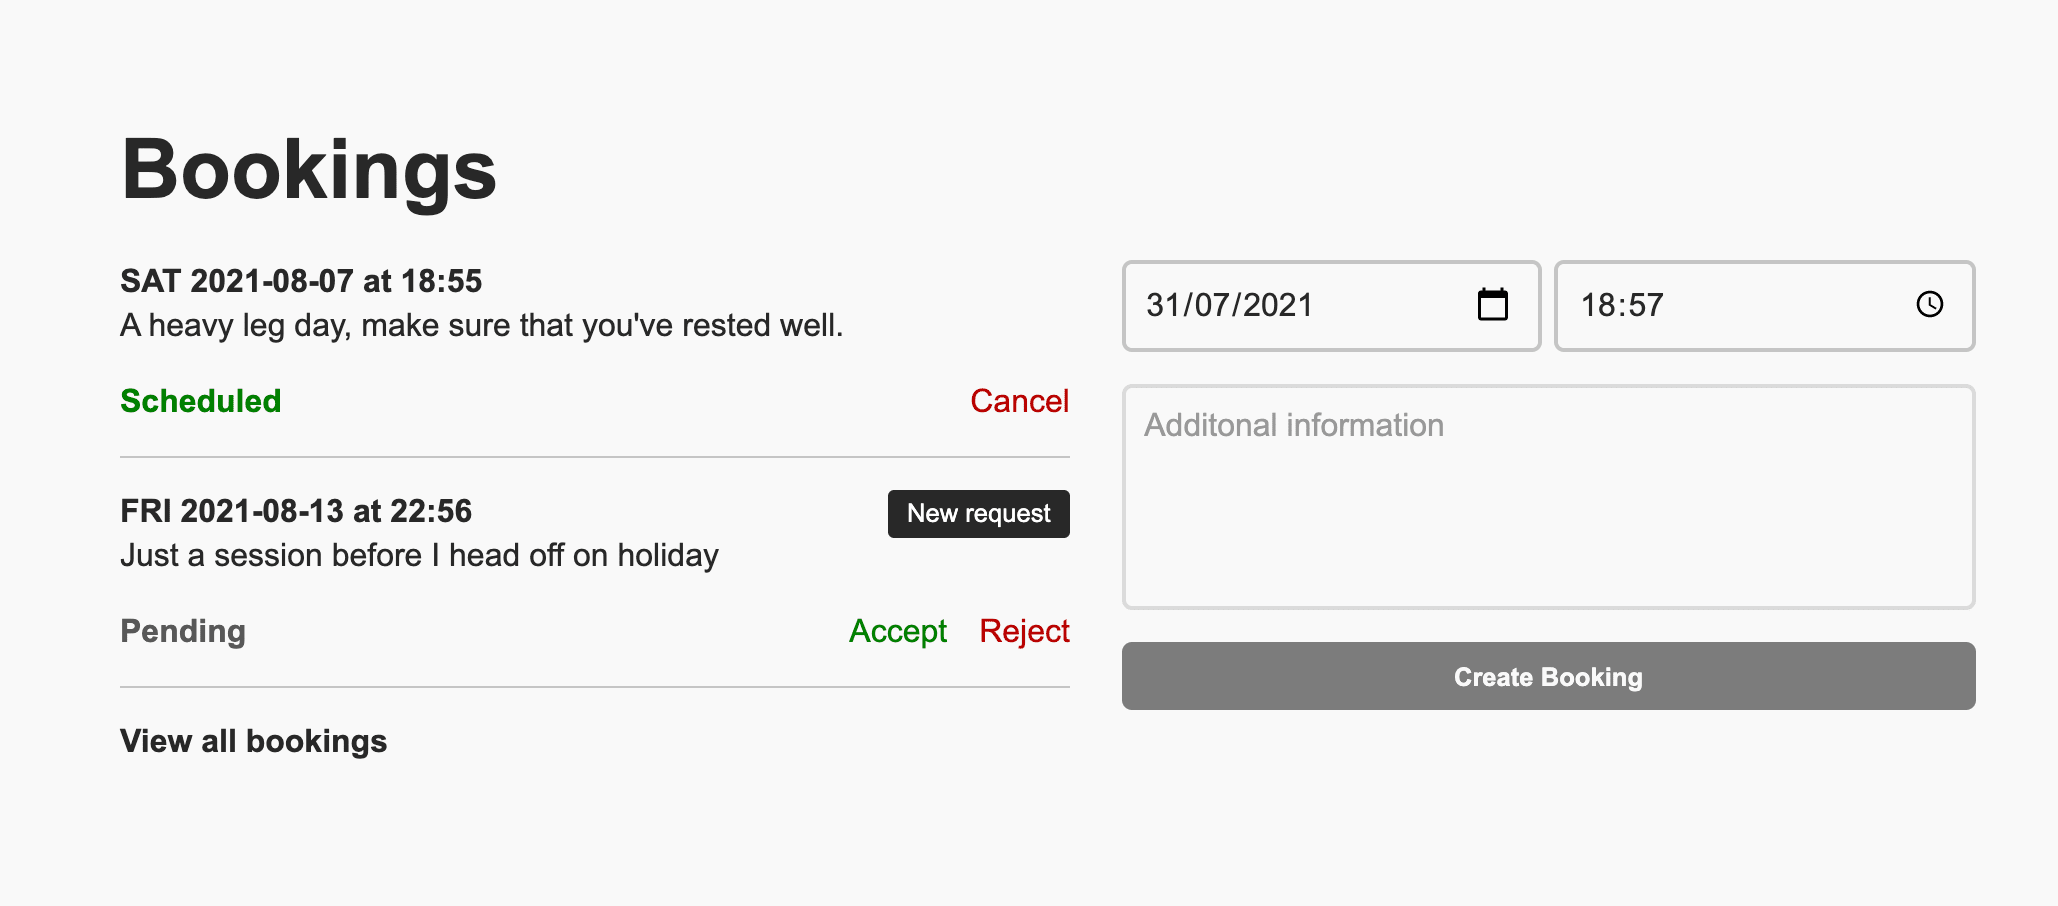 Bookings
SAT 2021-08-07 at 18:55
A heavy leg day, make sure that you've rested well.
Scheduled
Cancel
FRI 2021-08-13 at 22:56
New request
Just a session before I head off on holiday
Pending
Accept Reject
View all bookings
31/07/2021
18:57
Additonal information
Create Booking